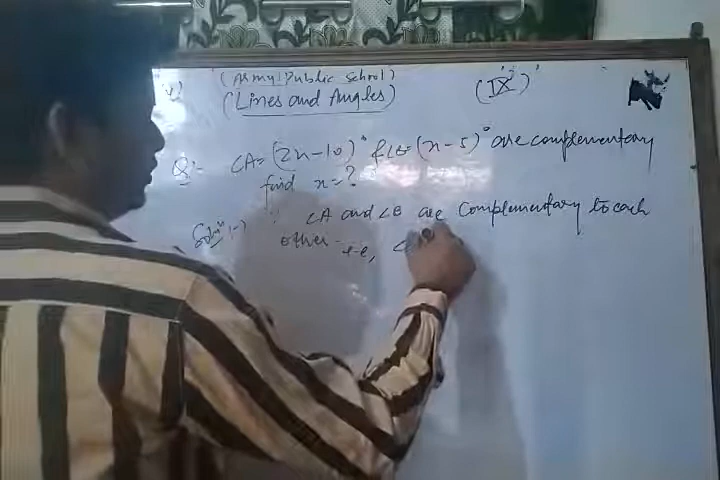 (Army Public School)
(Lines and Angles)
(IX)
Q:- ∠A=(2x-10)° & ∠B=(x-5)° are complementary
find x=?
Soln:-) ∵ ∠A and ∠B are complementary to each
other i.e, ∠